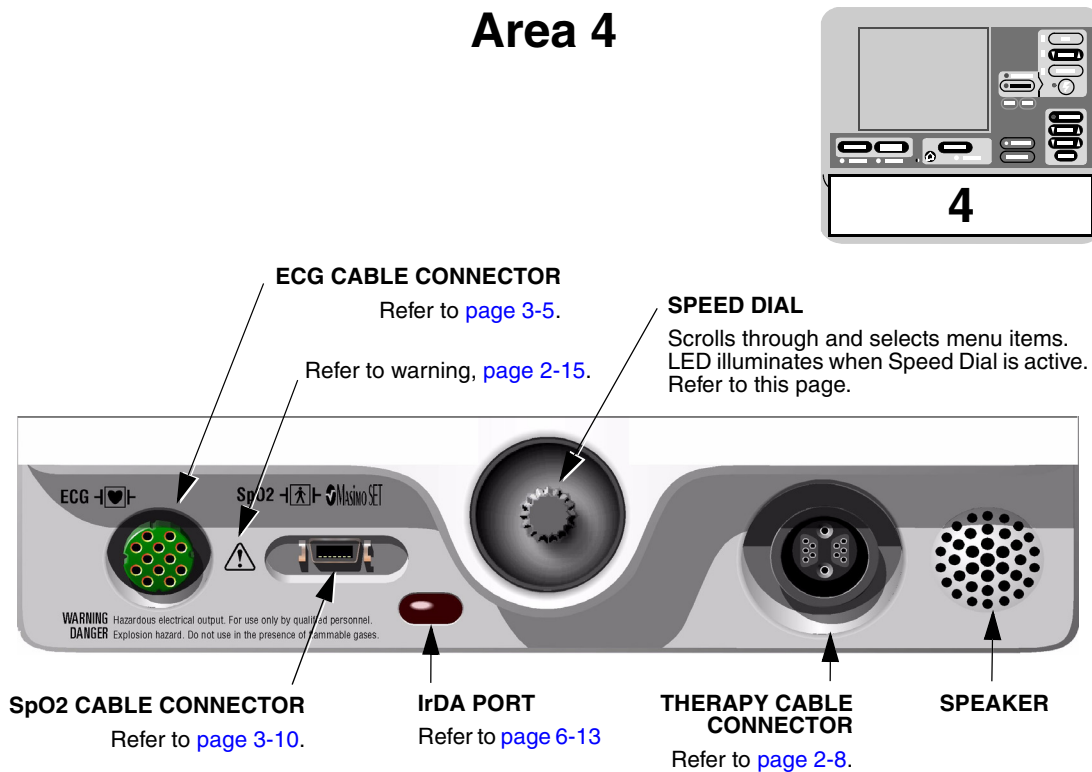 Area 4
4
ECG CABLE CONNECTOR
Refer to page 3-5.
Refer to warning, page 2-15.
SPEED DIAL
Scrolls through and selects menu items.
LED illuminates when Speed Dial is active.
Refer to this page.
ECG
SpO2 Masimo SET
WARNING Hazardous electrical output. For use only by qualified personnel.
DANGER Explosion hazard. Do not use in the presence of flammable gases.
SpO2 CABLE CONNECTOR
Refer to page 3-10.
IrDA PORT
Refer to page 6-13
THERAPY CABLE
CONNECTOR
Refer to page 2-8.
SPEAKER